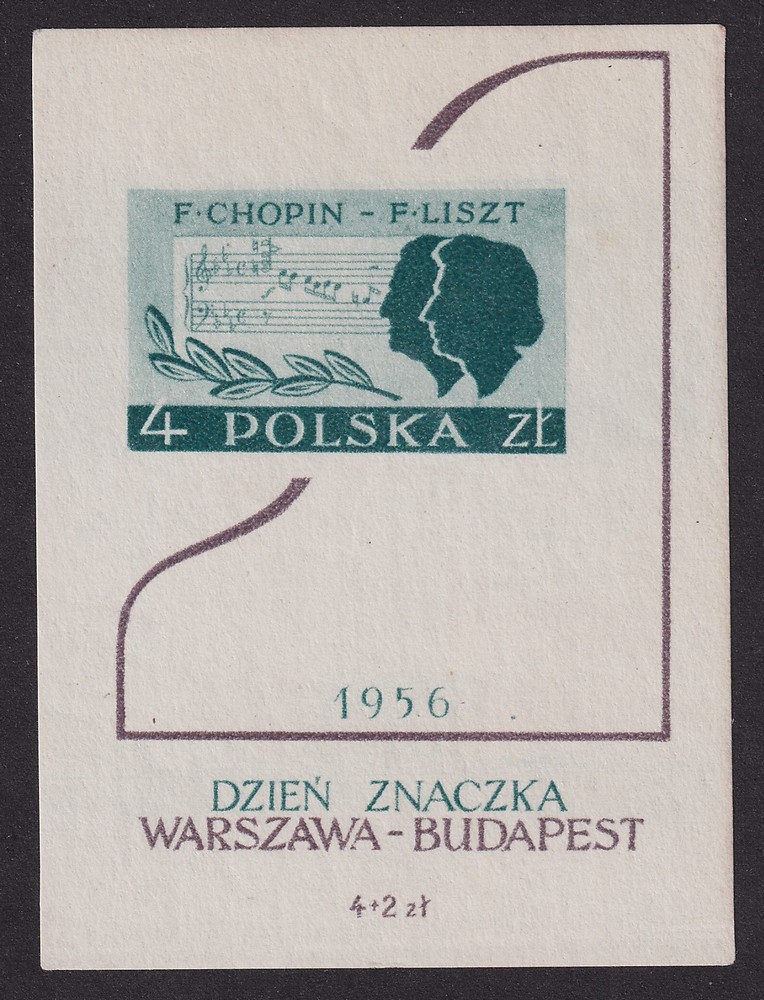 F·CHOPIN – F·LISZT
4 POLSKA ZŁ
1956
DZIEŃ ZNACZKA
WARSZAWA-BUDAPEST
4+2 zł